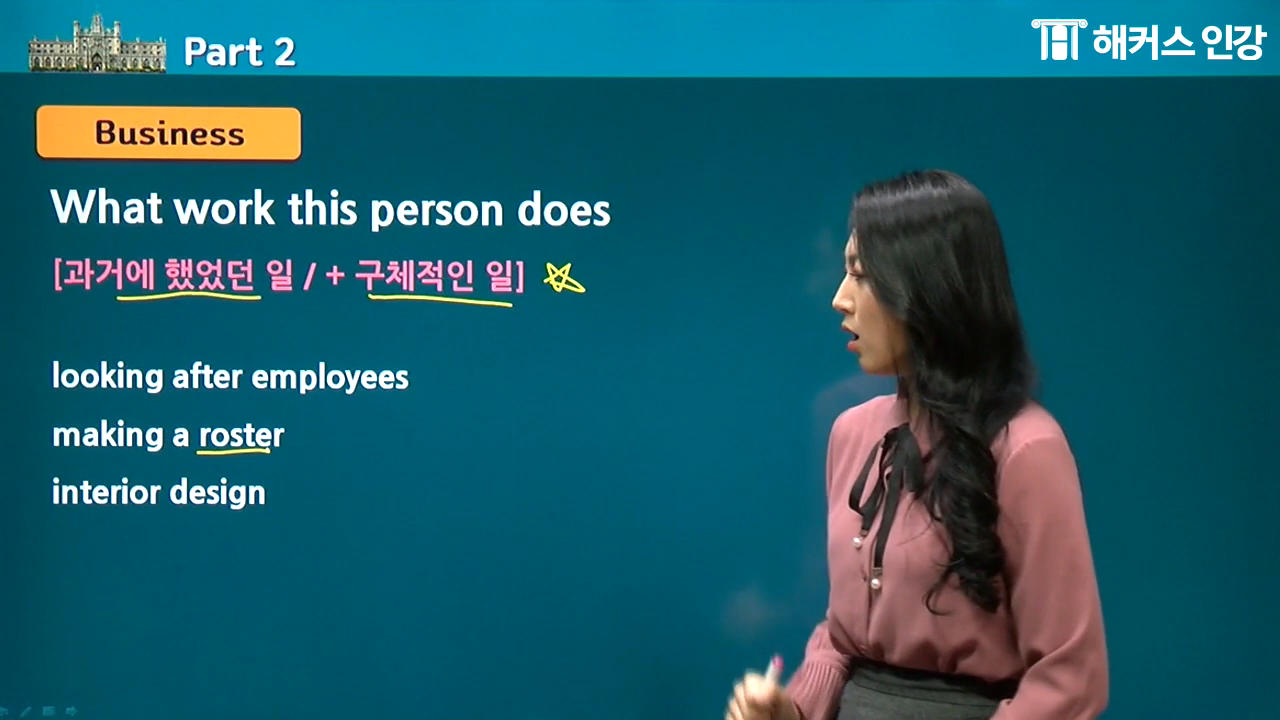 Part 2
해커스 인강
Business
What work this person does
[과거에 했었던 일 / + 구체적인 일]
looking after employees
making a roster
interior design